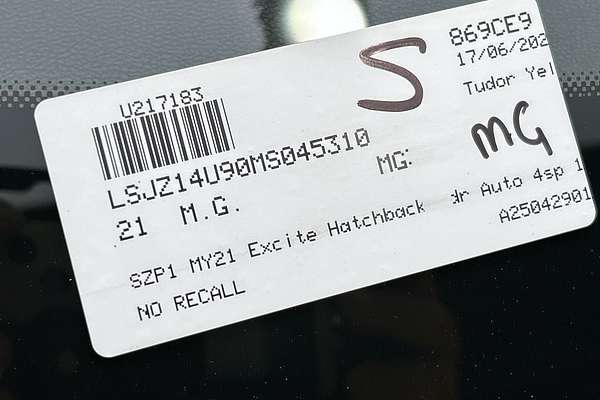 U217183
869CE9
S
17/06/202
Tudor Yel
LSJZ14U90MS045310
MG:
MG
21 M.G.
SZP1 MY21 Excite Hatchback dr Auto 4sp 1
A25042901
NO RECALL